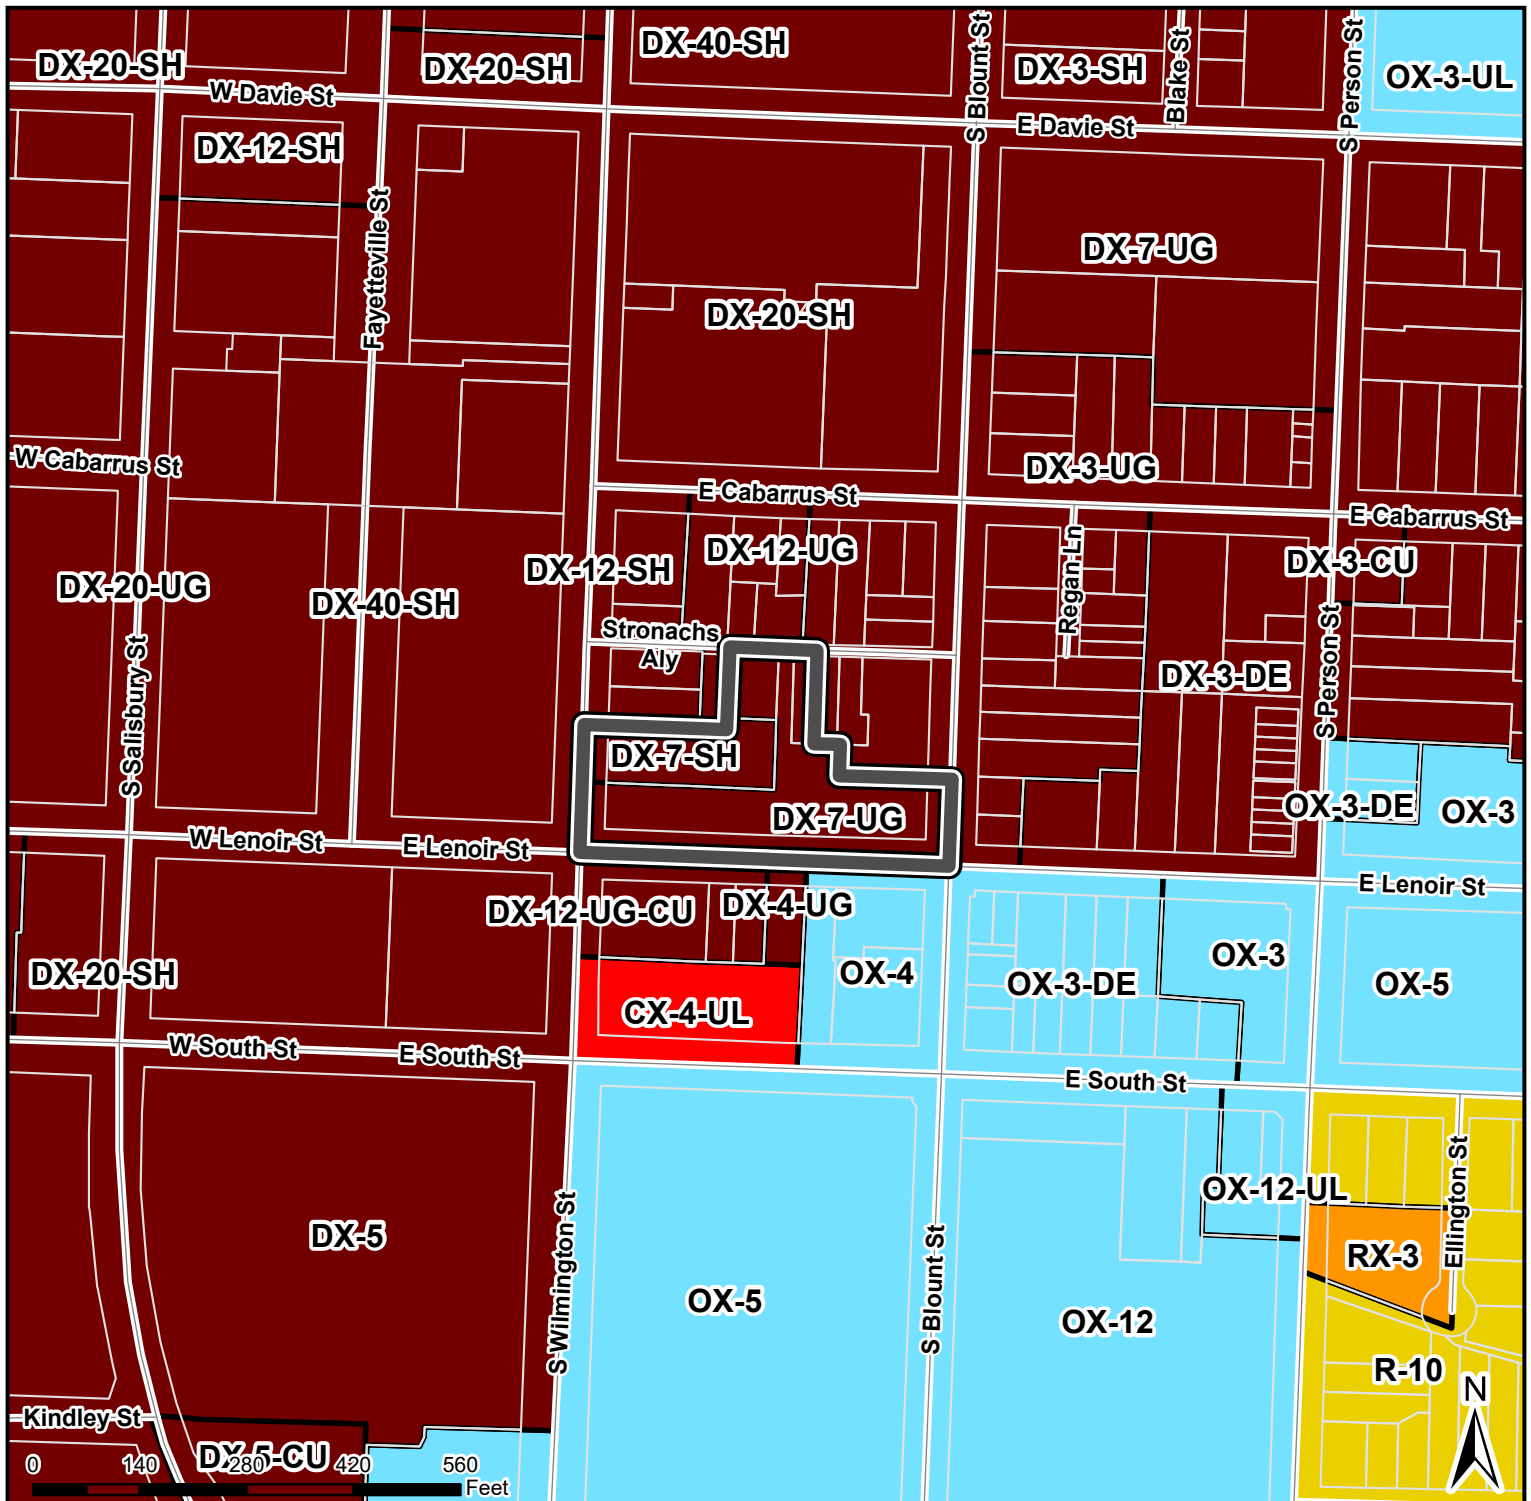 DX-40-SH
DX-20-SH
DX-20-SH
DX-3-SH
OX-3-UL
S Blount St
Blake St
S Person St
W Davie St
E Davie St
DX-12-SH
Fayetteville St
DX-7-UG
DX-20-SH
W Cabarrus St
DX-3-UG
E Cabarrus St
E Cabarrus St
DX-12-UG
Regan Ln
DX-3-CU
DX-12-SH
DX-20-UG
DX-40-SH
Stronachs
Aly
S Salisbury St
DX-3-DE
S Person St
DX-7-SH
DX-7-UG
OX-3-DE
OX-3
W Lenoir St
E Lenoir St
E Lenoir St
DX-12-UG-CU
DX-4-UG
DX-20-SH
OX-4
OX-3-DE
OX-3
OX-5
CX-4-UL
W South St
E South St
E South St
Ellington St
OX-12-UL
DX-5
S Wilmington St
S Blount St
RX-3
OX-5
OX-12
R-10
N
Kindley St
DX-5-CU
0 140 280 420 560
Feet